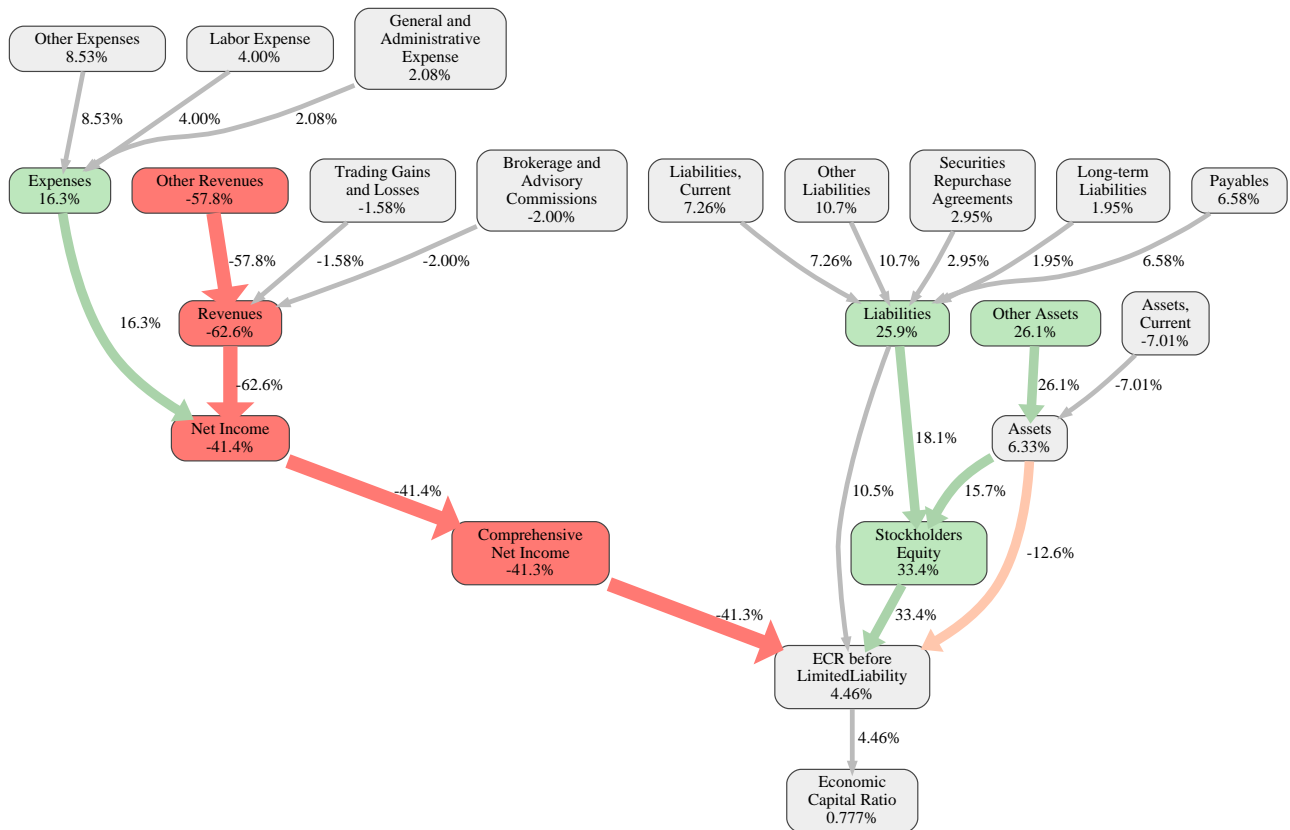 Other Expenses
8.53%
Labor Expense
4.00%
General and
Administrative
Expense
2.08%
8.53%
4.00%
2.08%
Expenses
16.3%
Other Revenues
-57.8%
Trading Gains
and Losses
-1.58%
Brokerage and
Advisory
Commissions
-2.00%
Liabilities,
Current
7.26%
Other
Liabilities
10.7%
Securities
Repurchase
Agreements
2.95%
Long-term
Liabilities
1.95%
Payables
6.58%
-57.8%
-1.58%
-2.00%
7.26%
10.7%
2.95%
1.95%
6.58%
16.3%
Revenues
-62.6%
Liabilities
25.9%
Other Assets
26.1%
Assets,
Current
-7.01%
-62.6%
26.1%
-7.01%
Net Income
-41.4%
Assets
6.33%
18.1%
-41.4%
10.5%
15.7%
Comprehensive
Net Income
-41.3%
Stockholders
Equity
33.4%
-12.6%
-41.3%
33.4%
ECR before
LimitedLiability
4.46%
4.46%
Economic
Capital Ratio
0.777%